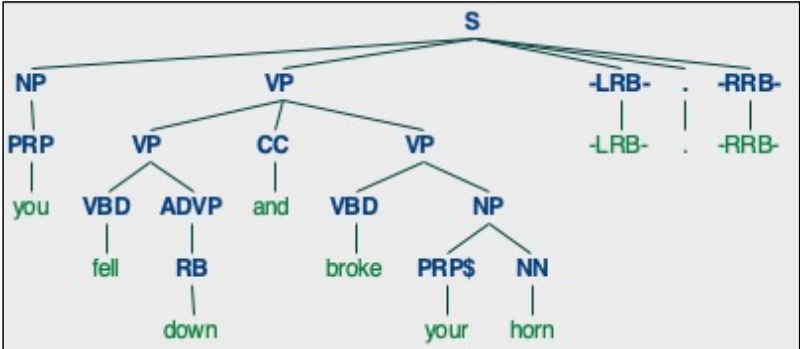 S
NP VP -LRB- . -RRB-
PRP VP CC VP -LRB- . -RRB-
you VBD ADVP and VBD NP
fell RB broke PRP$ NN
down your horn